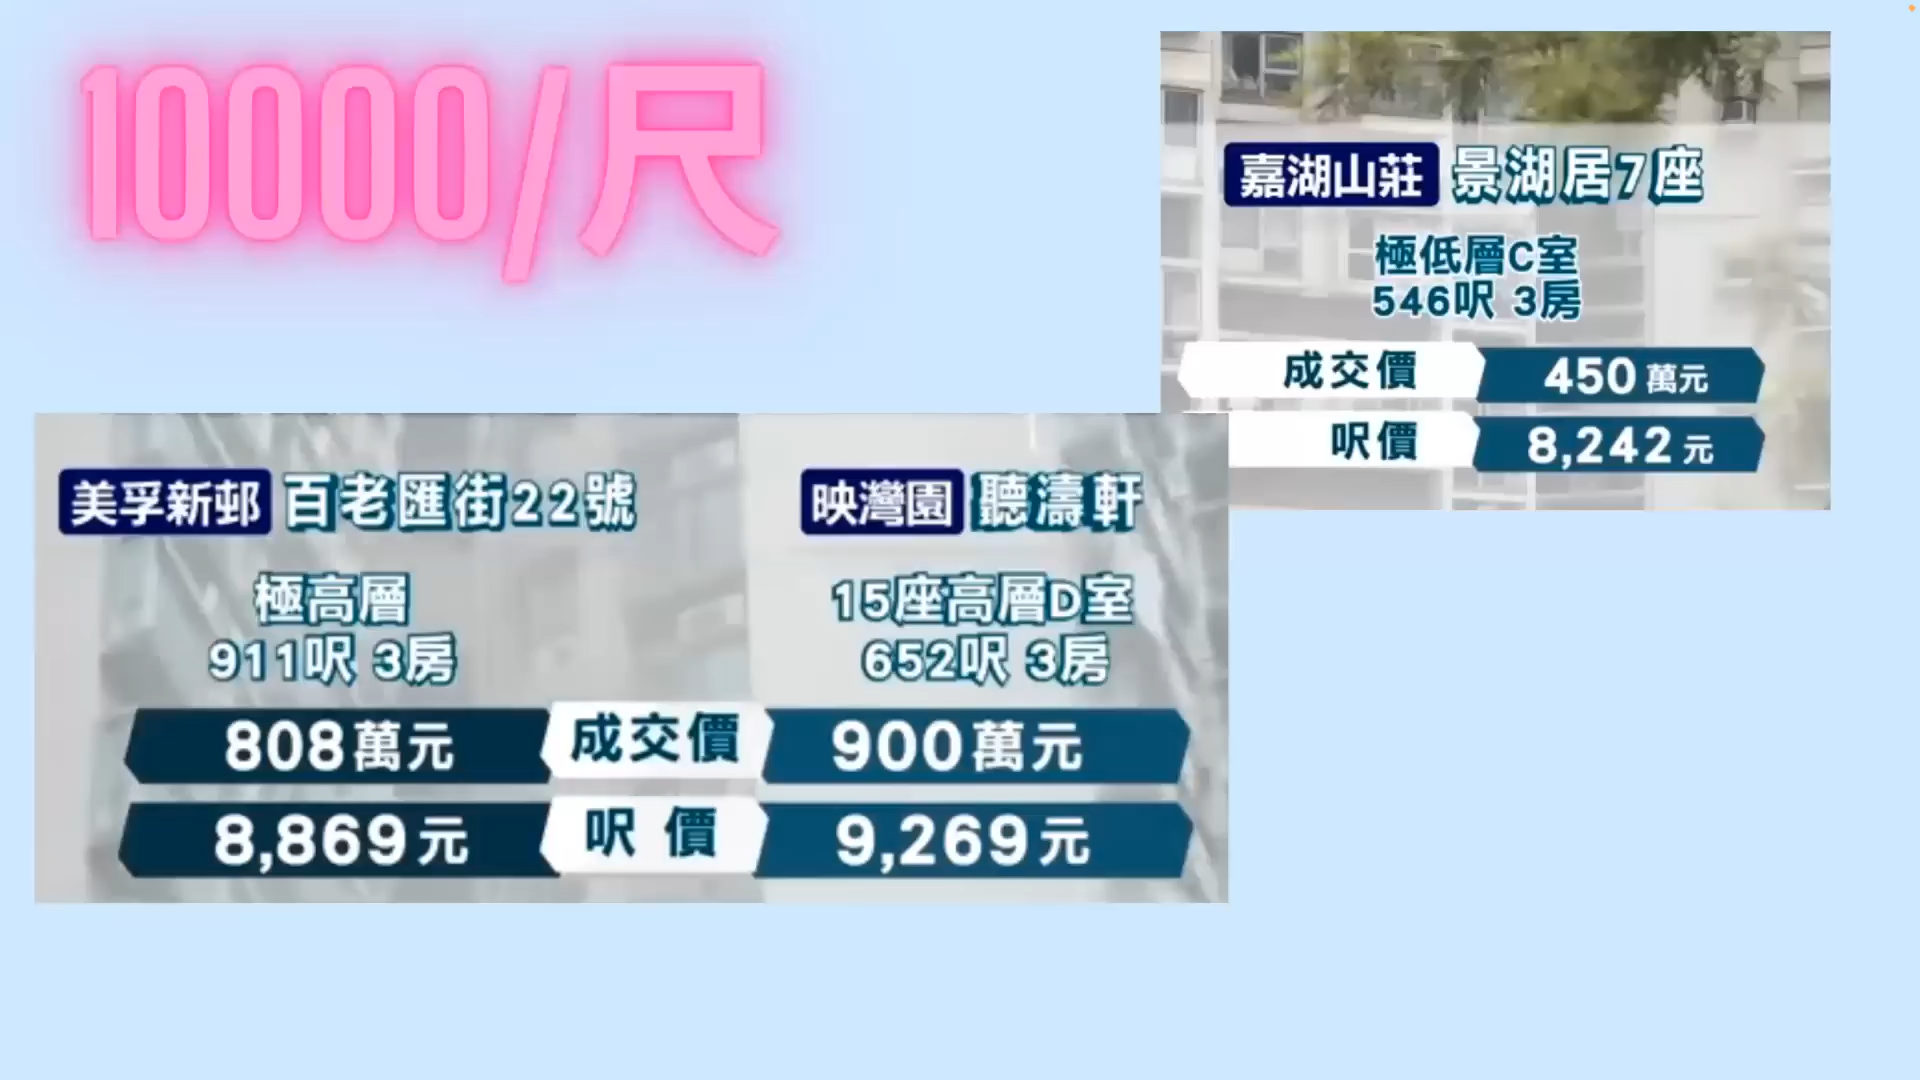 10000/尺
嘉湖山莊 景湖居7座
極低層C室
546呎 3房
成交價 450萬元
呎價 8,242元
美孚新邨 百老匯街22號
極高層
911呎 3房
映灣園 聽濤軒
15座高層D室
652呎 3房
808萬元 成交價 900萬元
8,869元 呎價 9,269元